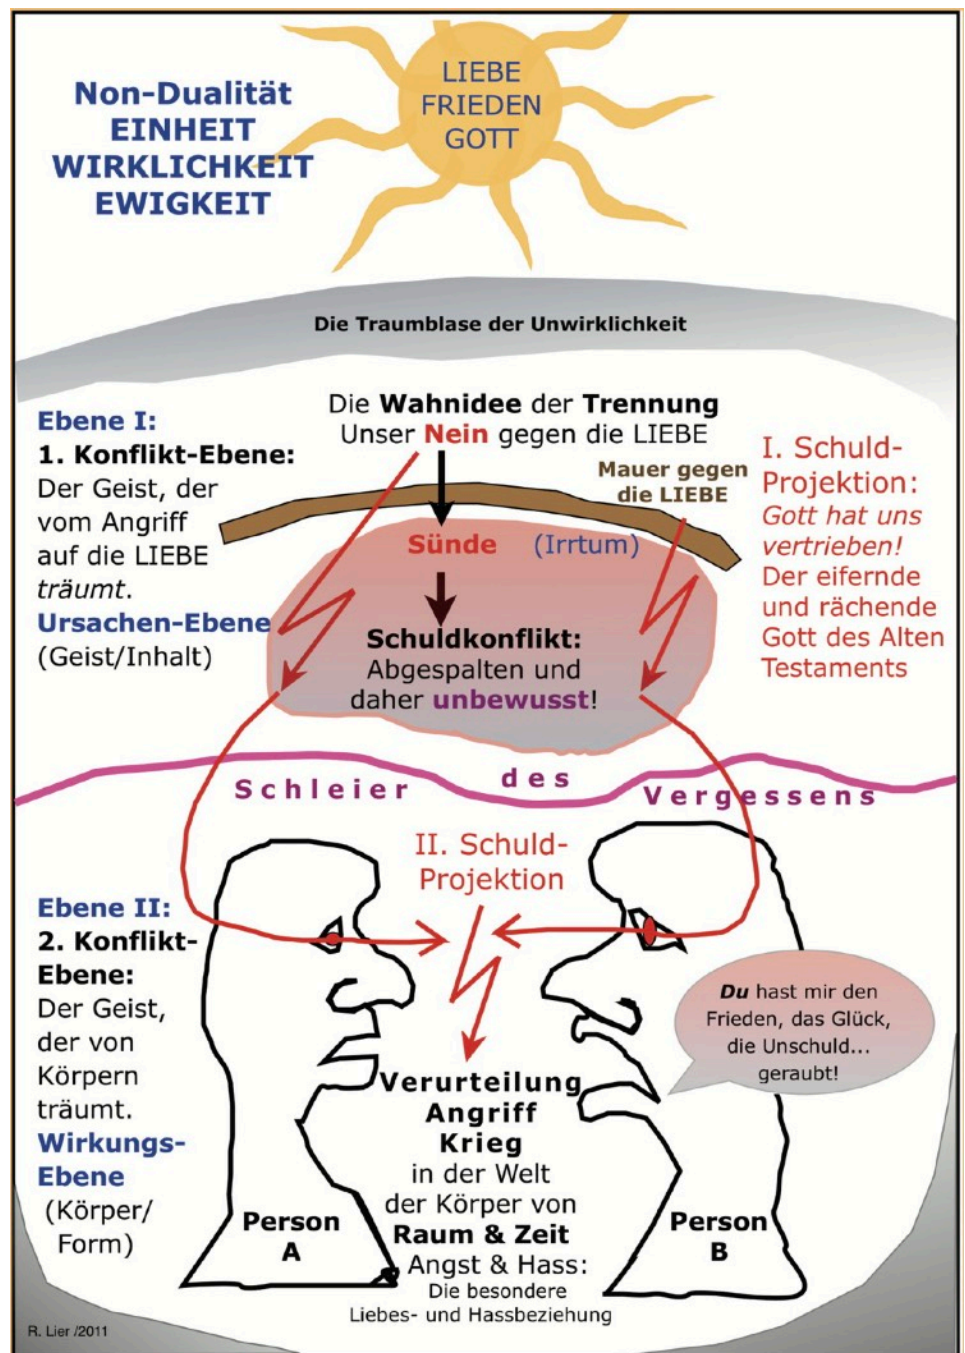 LIEBE
FRIEDEN
GOTT
Non-Dualität
EINHEIT
WIRKLICHKEIT
EWIGKEIT
Die Traumblase der Unwirklichkeit
Die Wahnidee der Trennung
Unser Nein gegen die LIEBE
Ebene I:
1. Konflikt-Ebene:
Der Geist, der
vom Angriff
auf die LIEBE
träumt.
Ursachen-Ebene
(Geist/Inhalt)
Mauer gegen
die LIEBE
I. Schuld-
Projektion:
Gott hat uns
vertrieben!
Der eifernde
und rächende
Gott des Alten
Testaments
Sünde (Irrtum)
Schuldkonflikt:
Abgespalten und
daher unbewusst!
Schleier des Vergessens
II. Schuld-
Projektion
Ebene II:
2. Konflikt-
Ebene:
Der Geist,
der von
Körpern
träumt.
Wirkungs-
Ebene
(Körper/
Form)
Du hast mir den
Frieden, das Glück,
die Unschuld...
geraubt!
Verurteilung
Angriff
Krieg
in der Welt
der Körper von
Raum & Zeit
Angst & Hass:
Die besondere
Liebes- und Hassbeziehung
Person
A
Person
B
R. Lier /2011